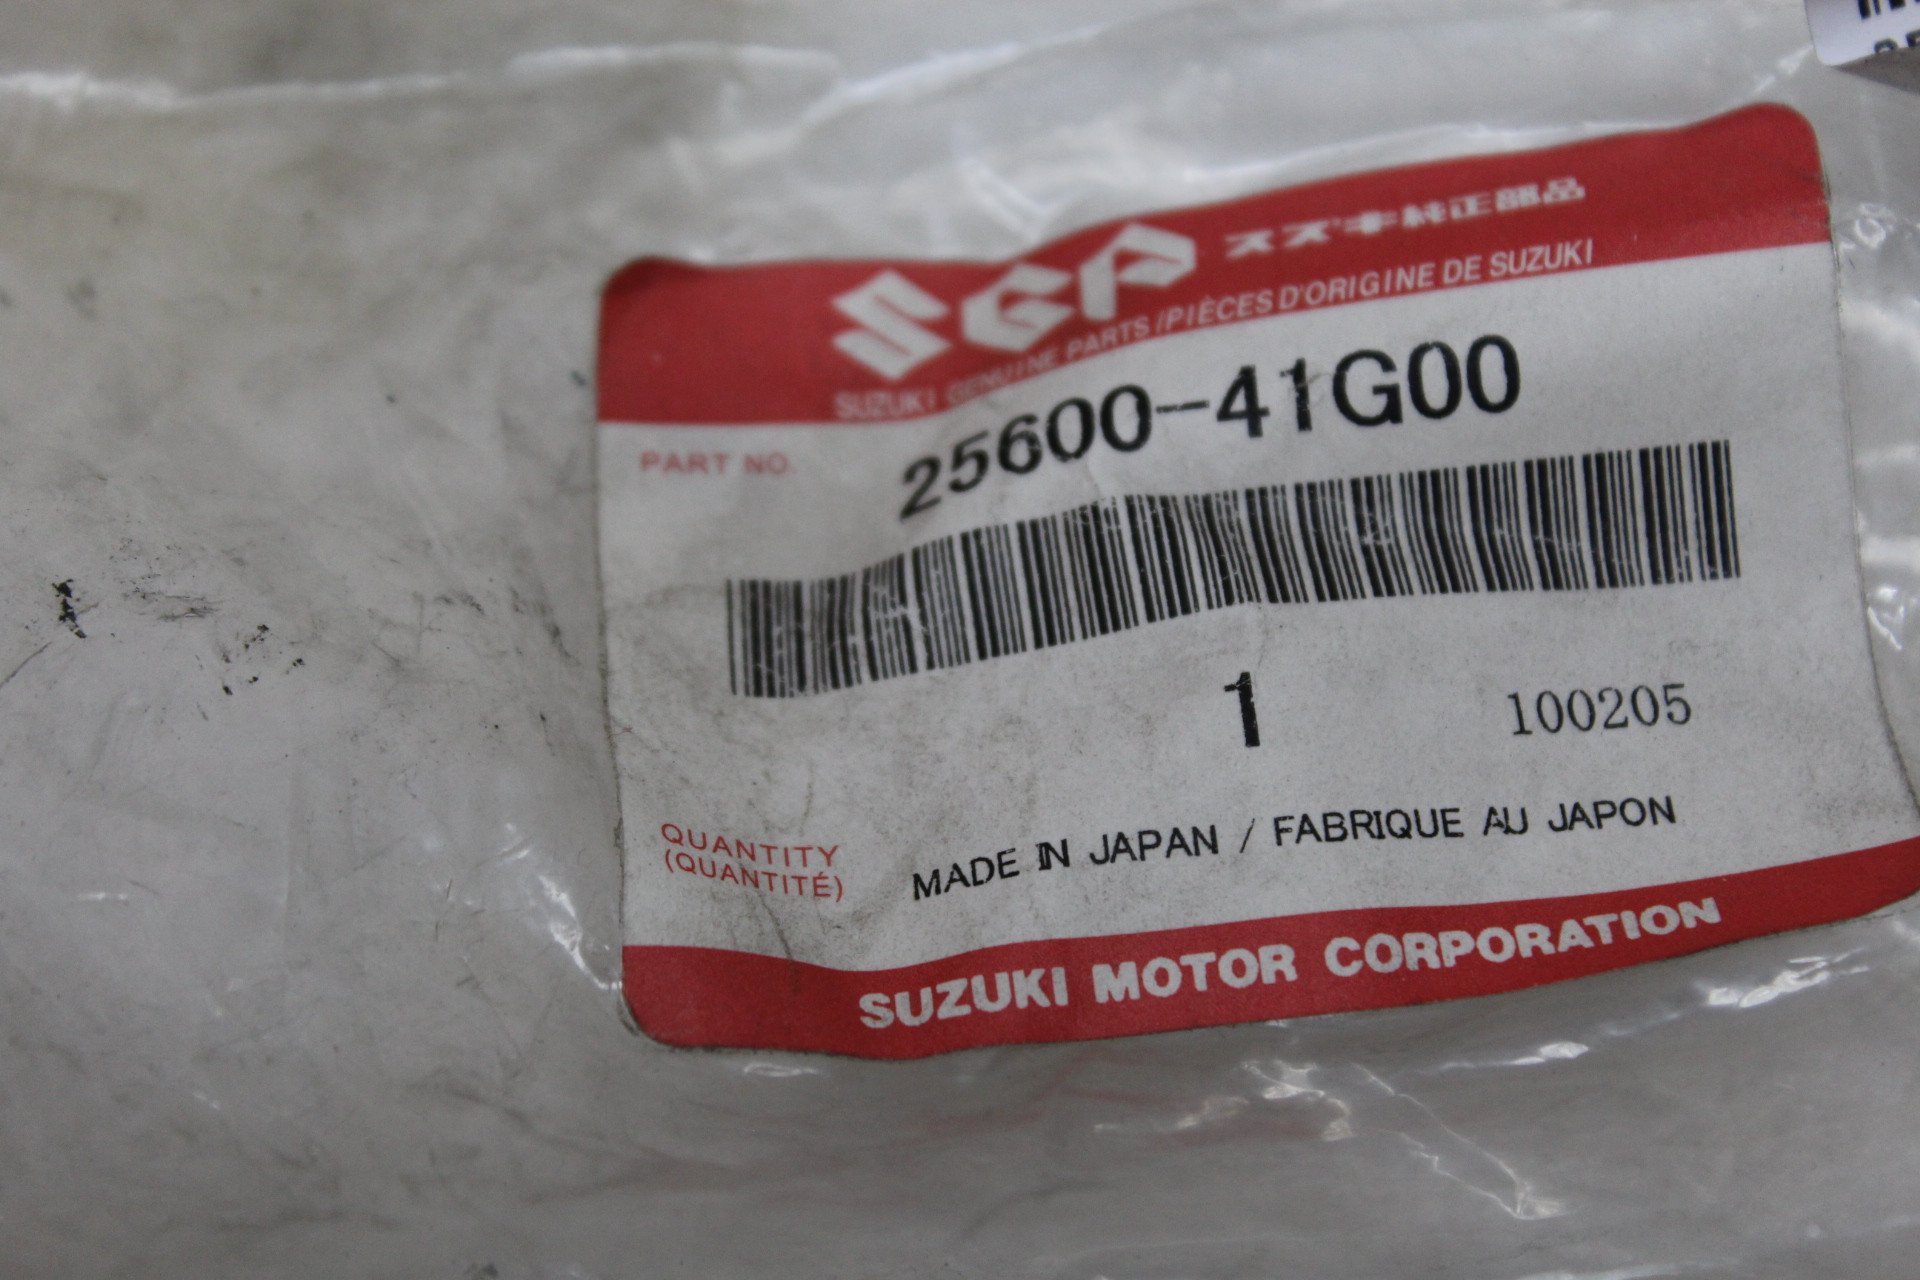 SGP スズキ純正部品
SUZUKI GENUINE PARTS / PIÈCES D'ORIGINE DE SUZUKI
PART NO. 25600-41G00
1 100205
QUANTITY
(QUANTITÉ)
MADE IN JAPAN / FABRIQUE AU JAPON
SUZUKI MOTOR CORPORATION